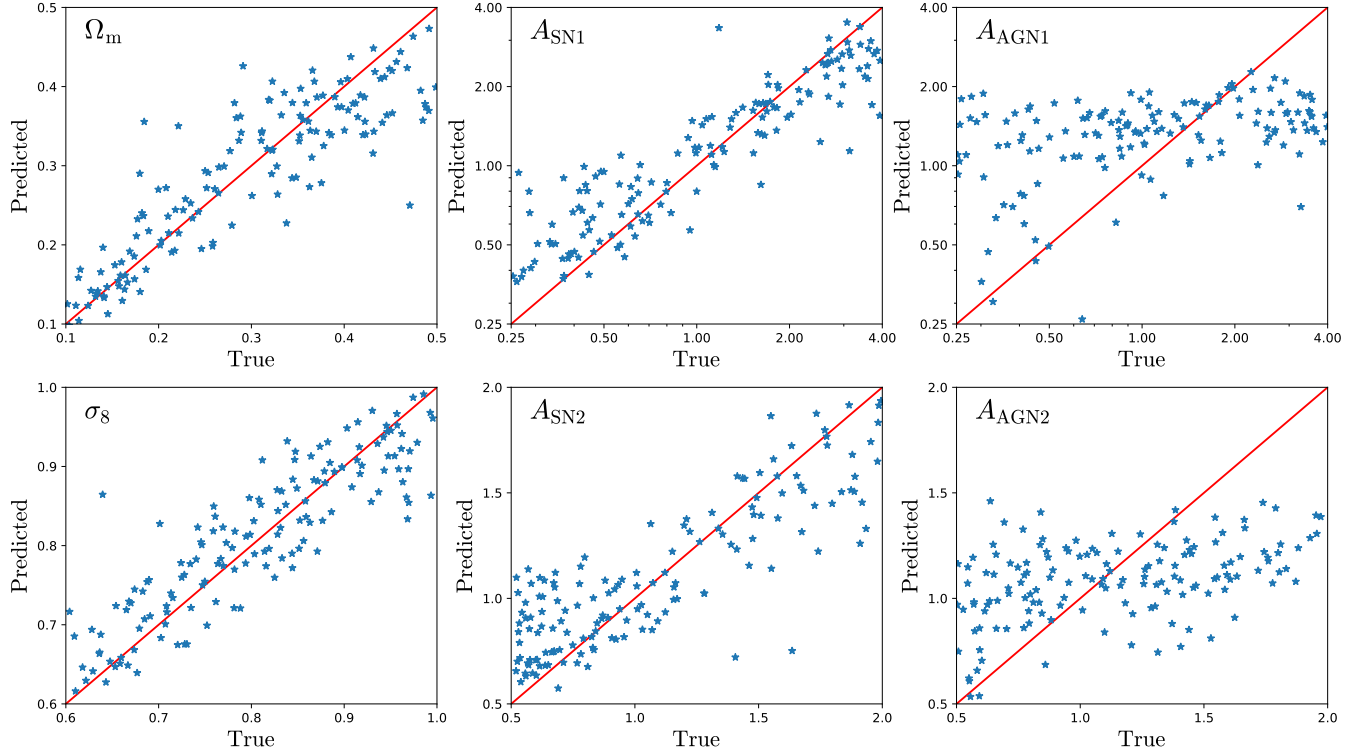 0.5
0.4
0.3
0.2
0.1
Predicted
Ωm
0.1 0.2 0.3 0.4 0.5
True
4.00
2.00
1.00
0.50
0.25
Predicted
ASN1
0.25 0.50 1.00 2.00 4.00
True
4.00
2.00
1.00
0.50
0.25
Predicted
AAGN1
0.25 0.50 1.00 2.00 4.00
True
1.0
0.9
0.8
0.7
0.6
Predicted
σ8
0.6 0.7 0.8 0.9 1.0
True
2.0
1.5
1.0
0.5
Predicted
ASN2
0.5 1.0 1.5 2.0
True
2.0
1.5
1.0
0.5
Predicted
AAGN2
0.5 1.0 1.5 2.0
True